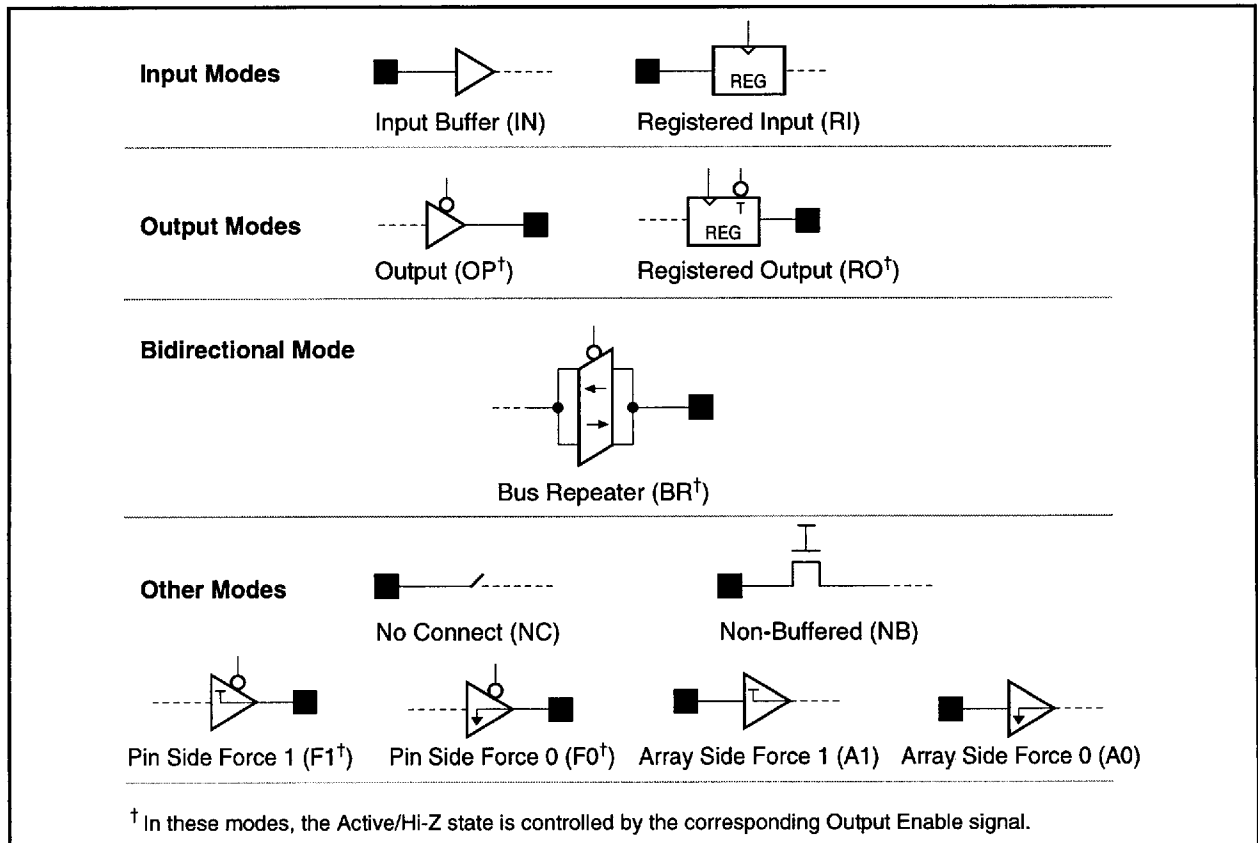 Input Modes
REG
Input Buffer (IN)
Registered Input (RI)
Output Modes
T
REG
Output (OP†)
Registered Output (RO†)
Bidirectional Mode
Bus Repeater (BR†)
Other Modes
No Connect (NC)
Non-Buffered (NB)
Pin Side Force 1 (F1†)
Pin Side Force 0 (F0†)
Array Side Force 1 (A1)
Array Side Force 0 (A0)
† In these modes, the Active/Hi-Z state is controlled by the corresponding Output Enable signal.